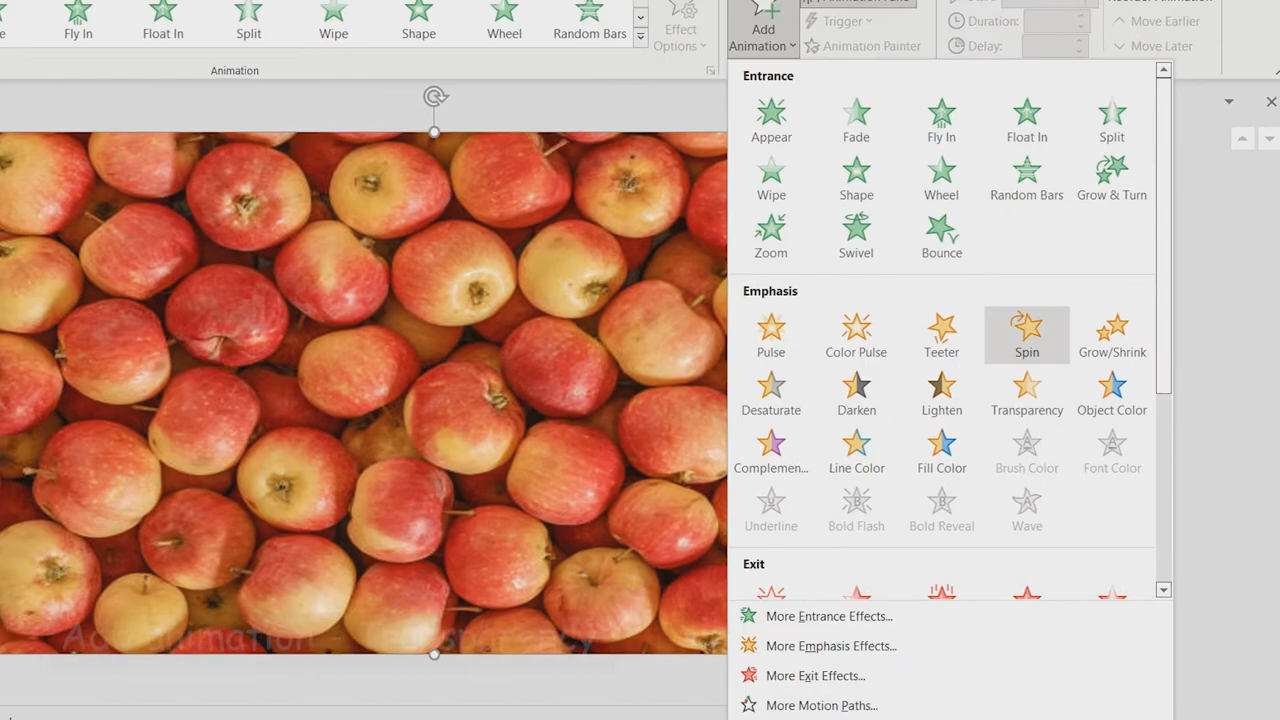 Fly In Float In Split Wipe Shape Wheel Random Bars
Effect
Options
Animation
Add
Animation
Trigger
Animation Painter
Duration:
Delay:
Move Earlier
Move Later
Entrance
Appear Fade Fly In Float In Split
Wipe Shape Wheel Random Bars Grow & Turn
Zoom Swivel Bounce
Emphasis
Pulse Color Pulse Teeter Spin Grow/Shrink
Desaturate Darken Lighten Transparency Object Color
Complemen... Line Color Fill Color Brush Color Font Color
Underline Bold Flash Bold Reveal Wave
Exit
More Entrance Effects...
More Emphasis Effects...
More Exit Effects...
More Motion Paths...
Add animation - Transparency